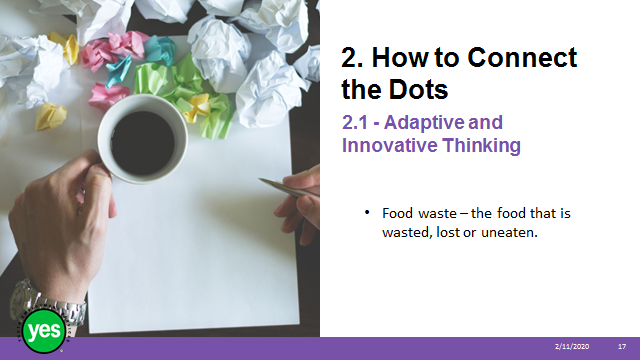 2. How to Connect
the Dots
2.1 - Adaptive and
Innovative Thinking
• Food waste – the food that is
wasted, lost or uneaten.
yes
2/11/2020
17